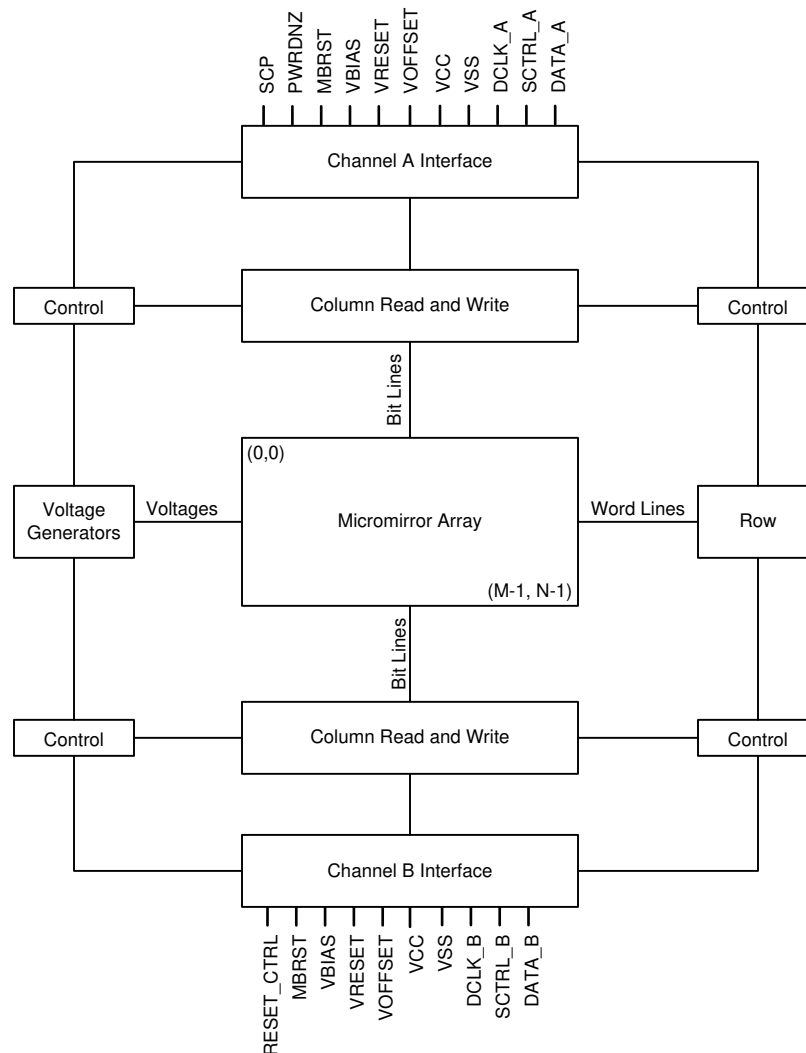 SCP
PWRDNZ
MBRST
VBIAS
VRESET
VOFFSET
VCC
VSS
DCLK_A
SCTRL_A
DATA_A
Channel A Interface
Control
Column Read and Write
Control
Bit Lines
(0,0)
Voltage
Generators
Voltages
Micromirror Array
Word Lines
Row
(M-1, N-1)
Bit Lines
Control
Column Read and Write
Control
Channel B Interface
RESET_CTRL
MBRST
VBIAS
VRESET
VOFFSET
VCC
VSS
DCLK_B
SCTRL_B
DATA_B